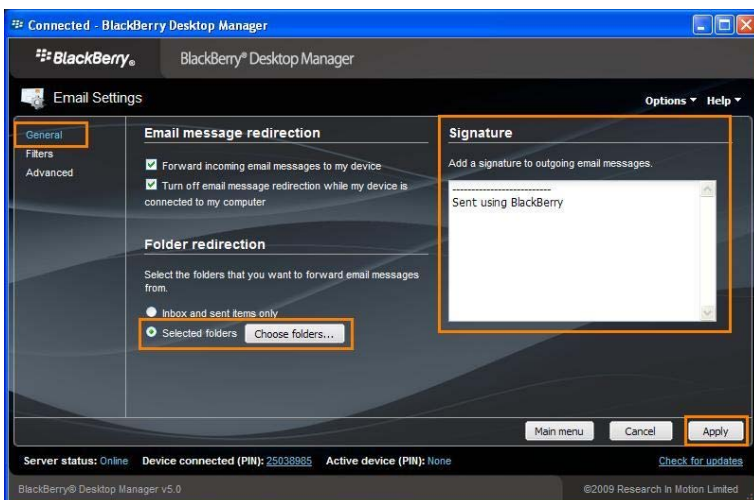 Connected - BlackBerry Desktop Manager
BlackBerry® BlackBerry® Desktop Manager
Email Settings
Options Help
General
Filters
Advanced
Email message redirection
Forward incoming email messages to my device
Turn off email message redirection while my device is
connected to my computer
Folder redirection
Select the folders that you want to forward email messages
from.
Inbox and sent items only
Selected folders Choose folders...
Signature
Add a signature to outgoing email messages.
---------------------------
Sent using BlackBerry
Main menu Cancel Apply
Server status: Online Device connected (PIN): 25038985 Active device (PIN): None Check for updates
BlackBerry® Desktop Manager v5.0 ©2009 Research In Motion Limited